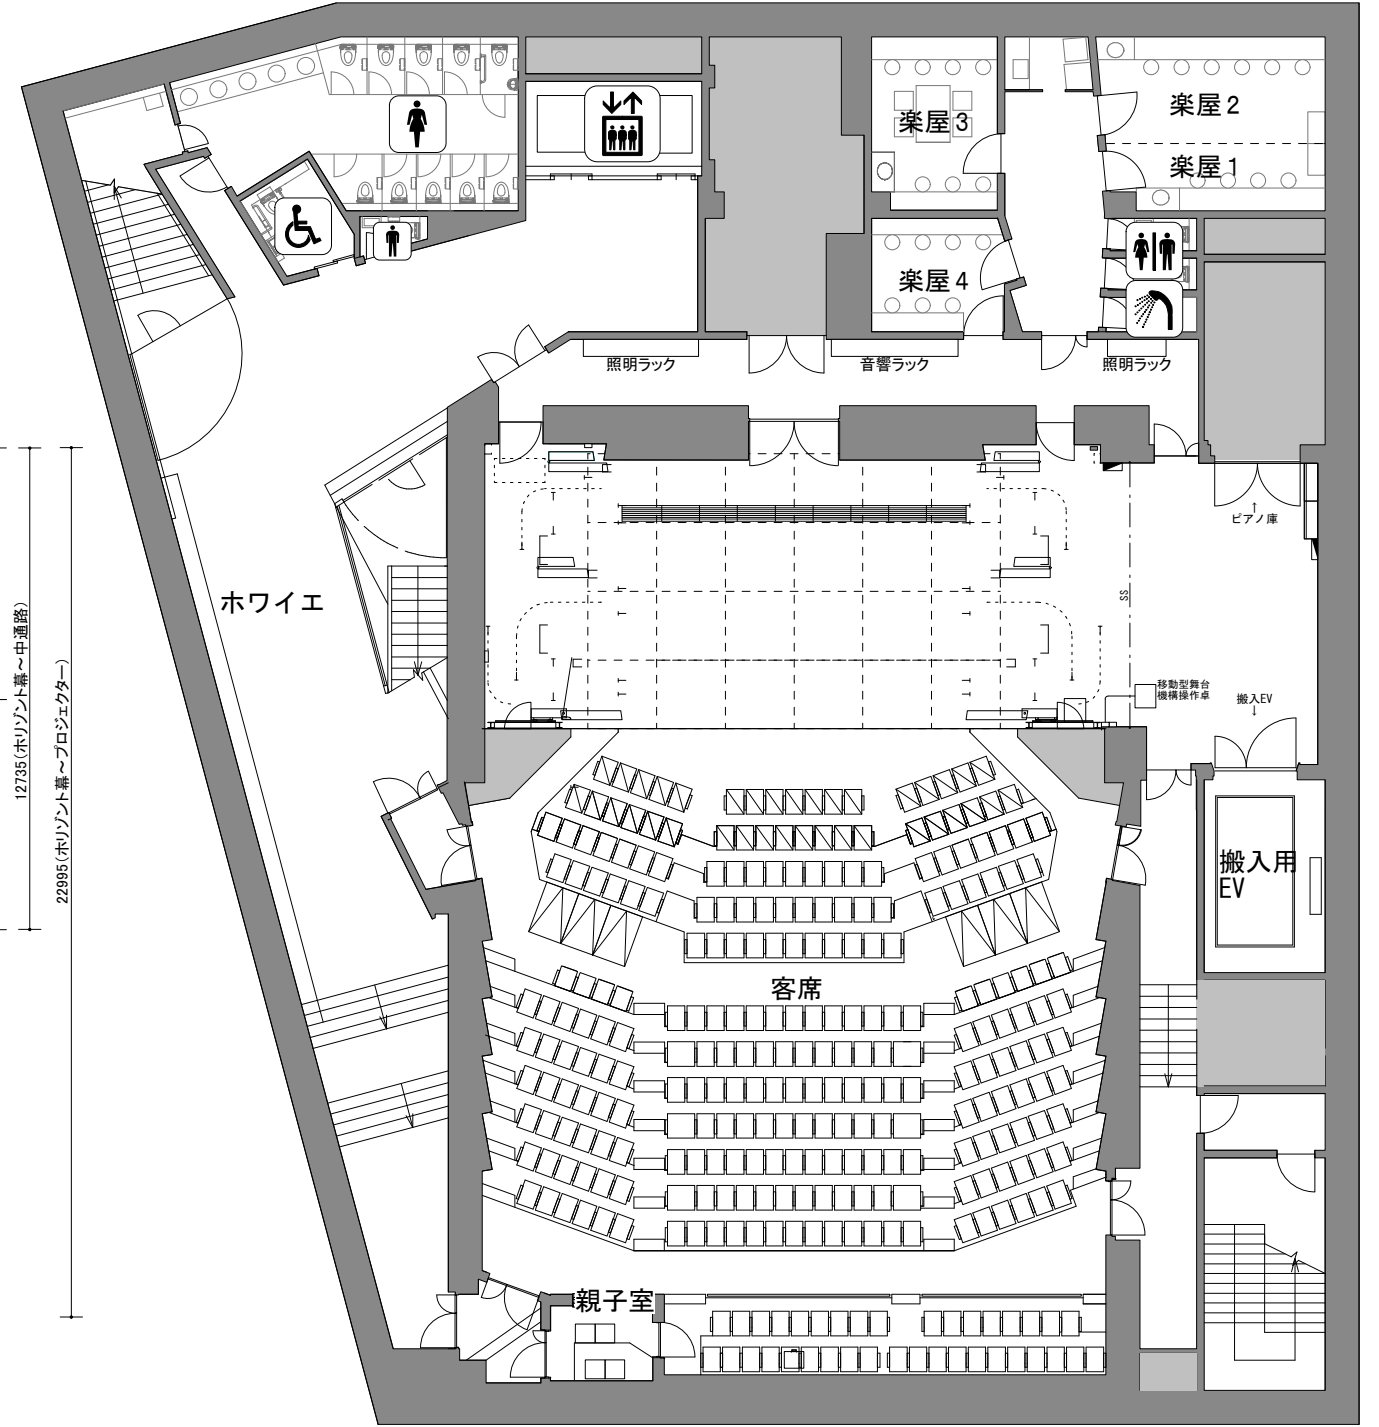 楽屋3
楽屋2
楽屋1
楽屋4
照明ラック
音響ラック
照明ラック
↑
ピアノ庫
ホワイエ
SS
移動型舞台
機構操作卓
搬入EV
↓
12735(ホリゾント幕～中通路)
22995(ホリゾント幕～プロジェクター)
搬入用
EV
客席
親子室